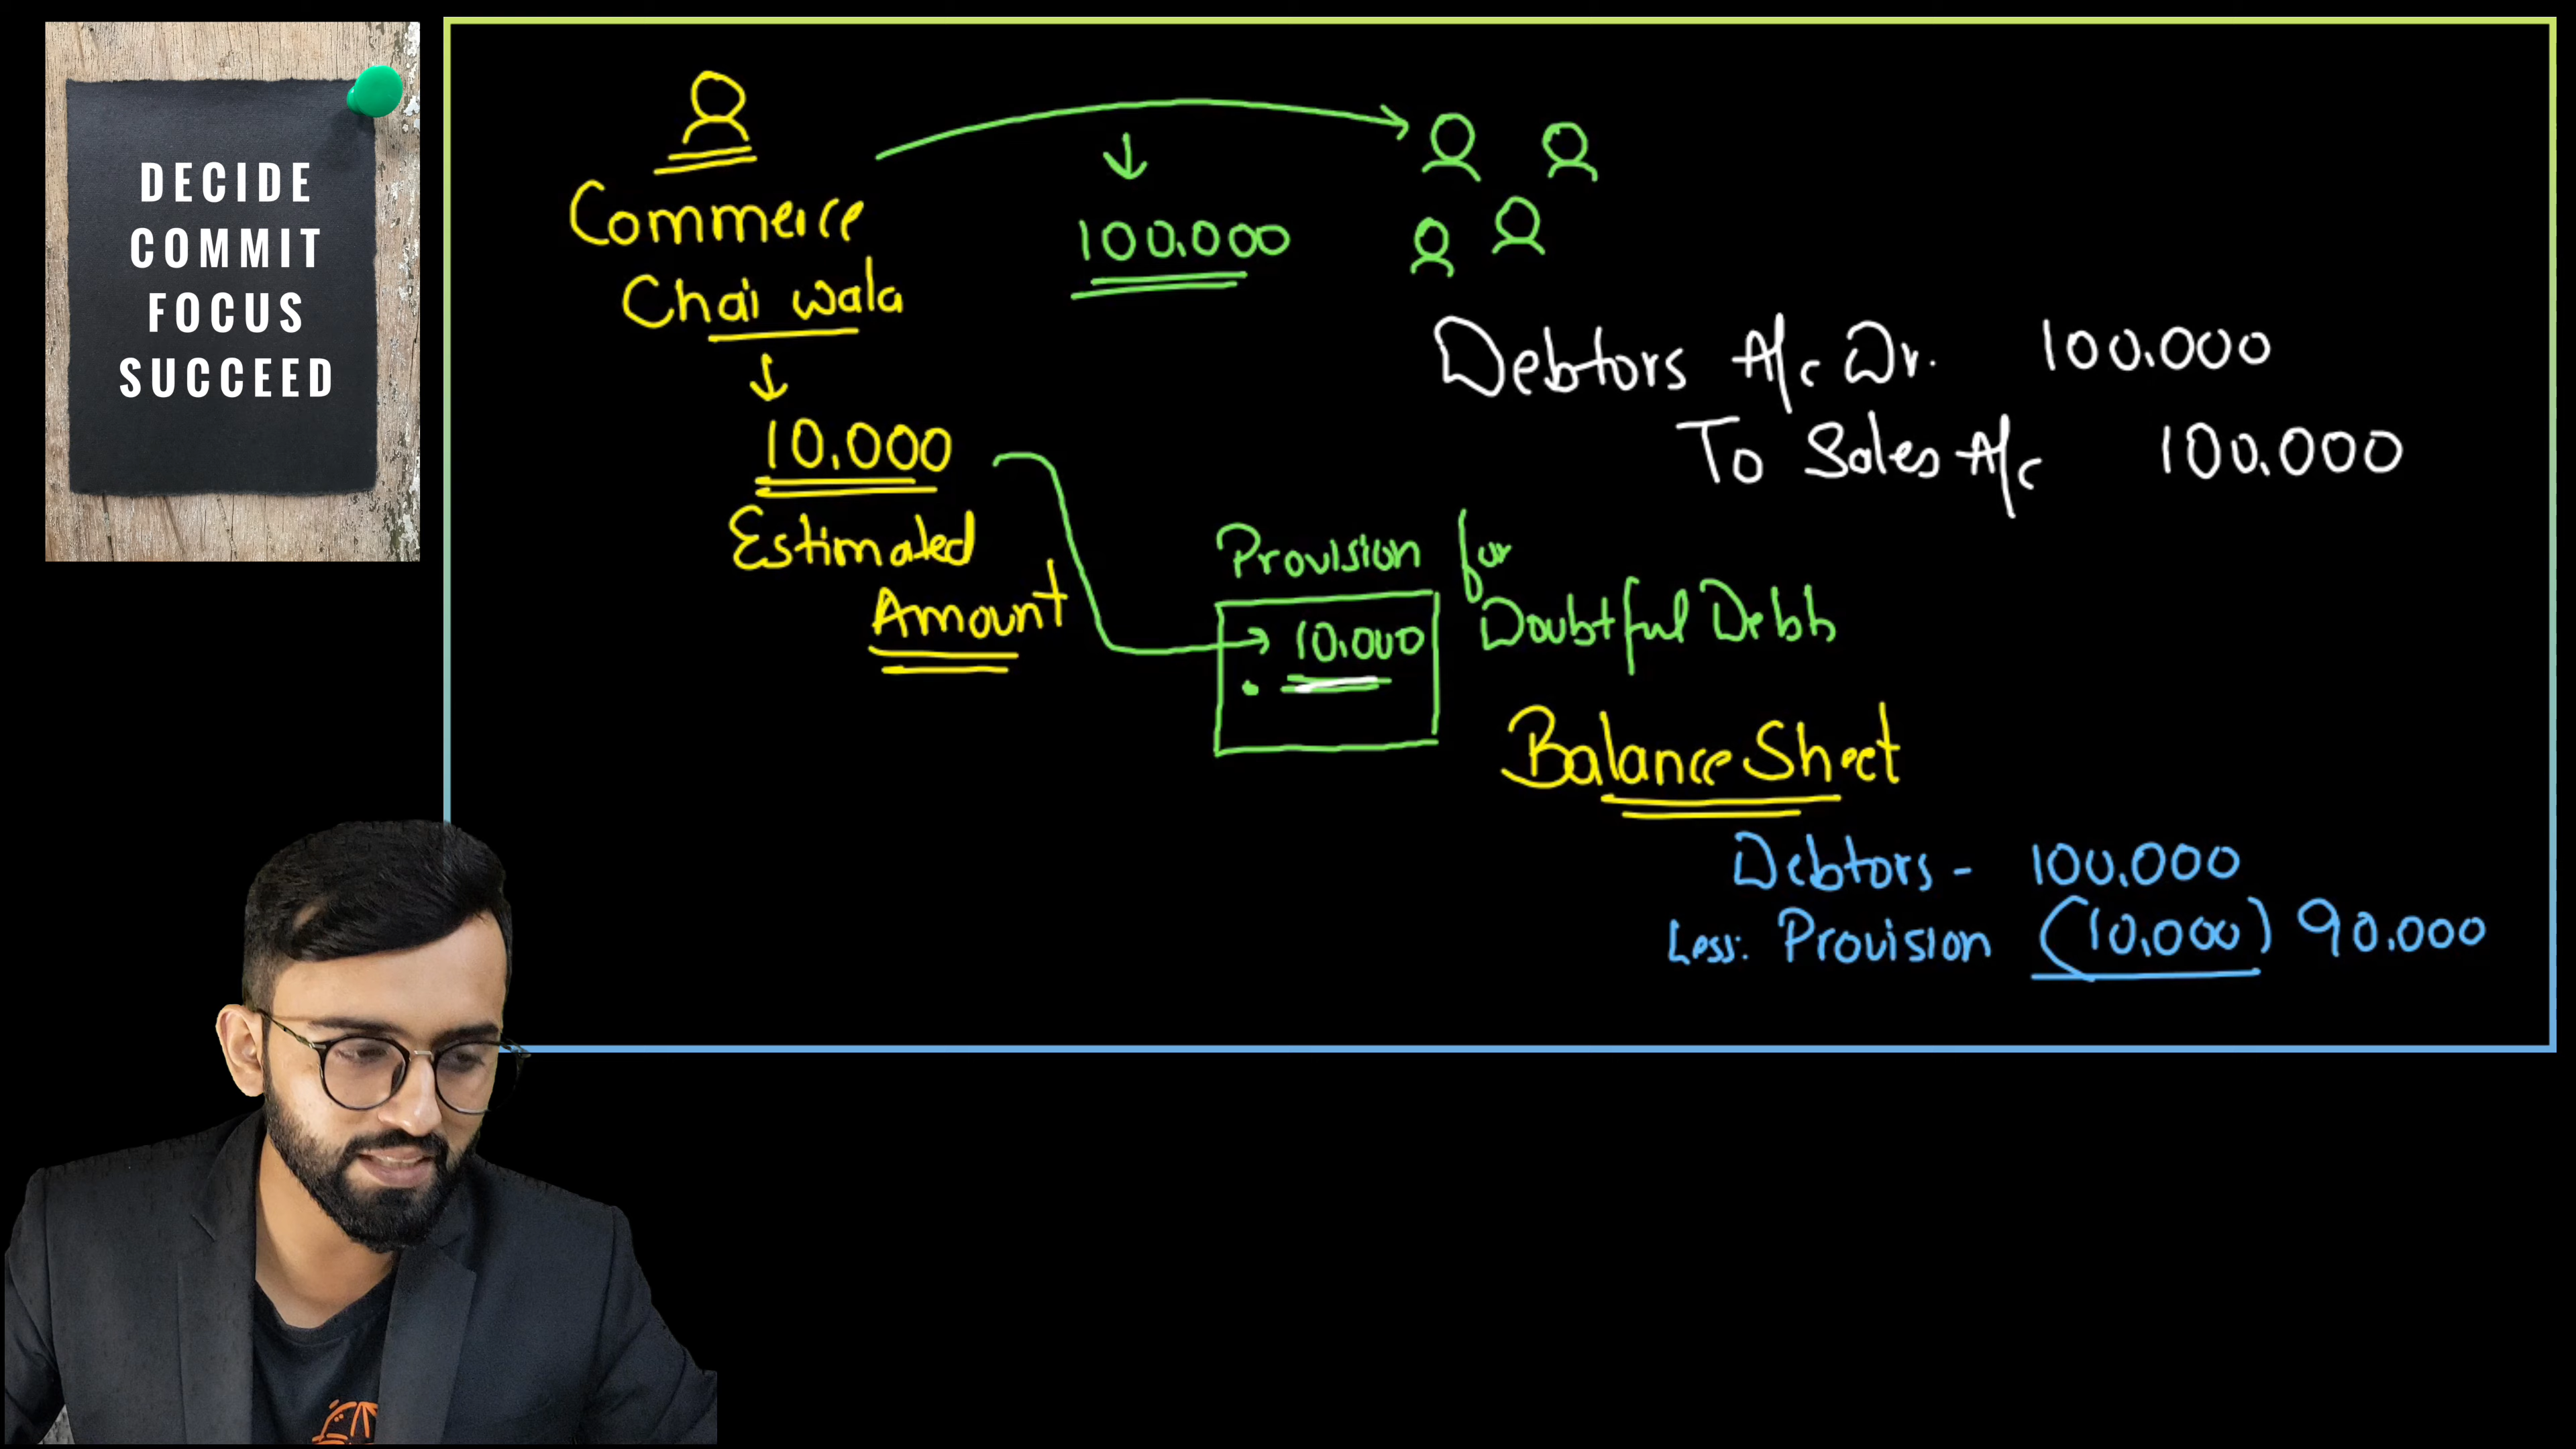 DECIDE
COMMIT
FOCUS
SUCCEED
Commerce
Chai wala
100.000
10.000
Estimated
Amount
Debtors A/c Dr. 100.000
To Sales A/c 100.000
Provision for
Doubtful Debts
10.000
Balance Sheet
Debtors - 100.000
Less: Provision (10.000) 90.000